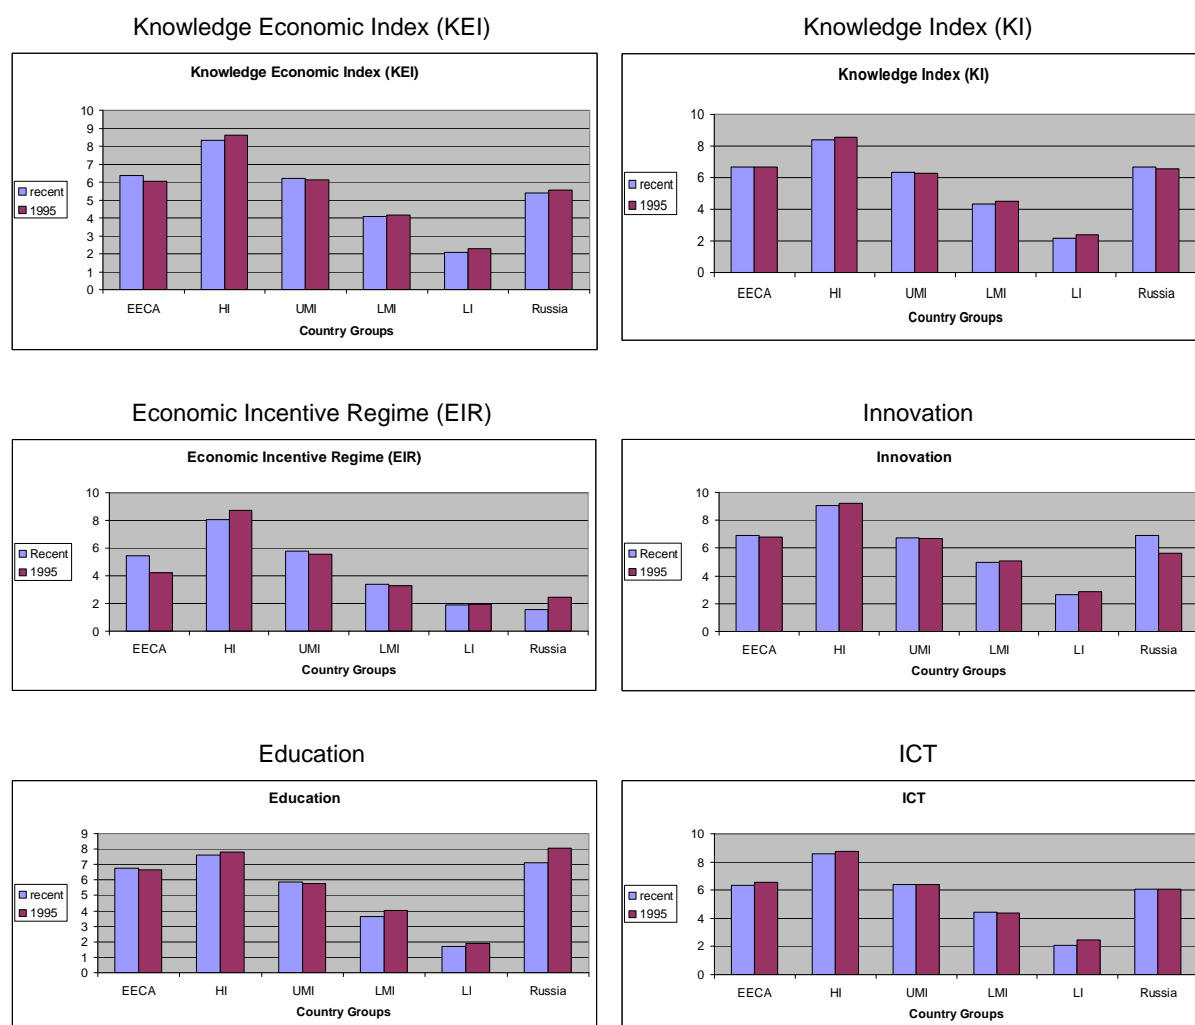 Knowledge Economic Index (KEI)
Knowledge Economic Index (KEI)
10
9
8
7
6
5
4
3
2
1
0
recent
1995
EECA HI UMI LMI LI Russia
Country Groups
Knowledge Index (KI)
Knowledge Index (KI)
10
8
6
4
2
0
recent
1995
EECA HI UMI LMI LI Russia
Country Groups
Economic Incentive Regime (EIR)
Economic Incentive Regime (EIR)
10
8
6
4
2
0
Recent
1995
EECA HI UMI LMI LI Russia
Country Groups
Innovation
Innovation
10
8
6
4
2
0
Recent
1995
EECA HI UMI LMI LI Russia
Country Groups
Education
Education
9
8
7
6
5
4
3
2
1
0
recent
1995
EECA HI UMI LMI LI Russia
Country Groups
ICT
ICT
10
8
6
4
2
0
recent
1995
EECA HI UMI LMI LI Russia
Country Groups